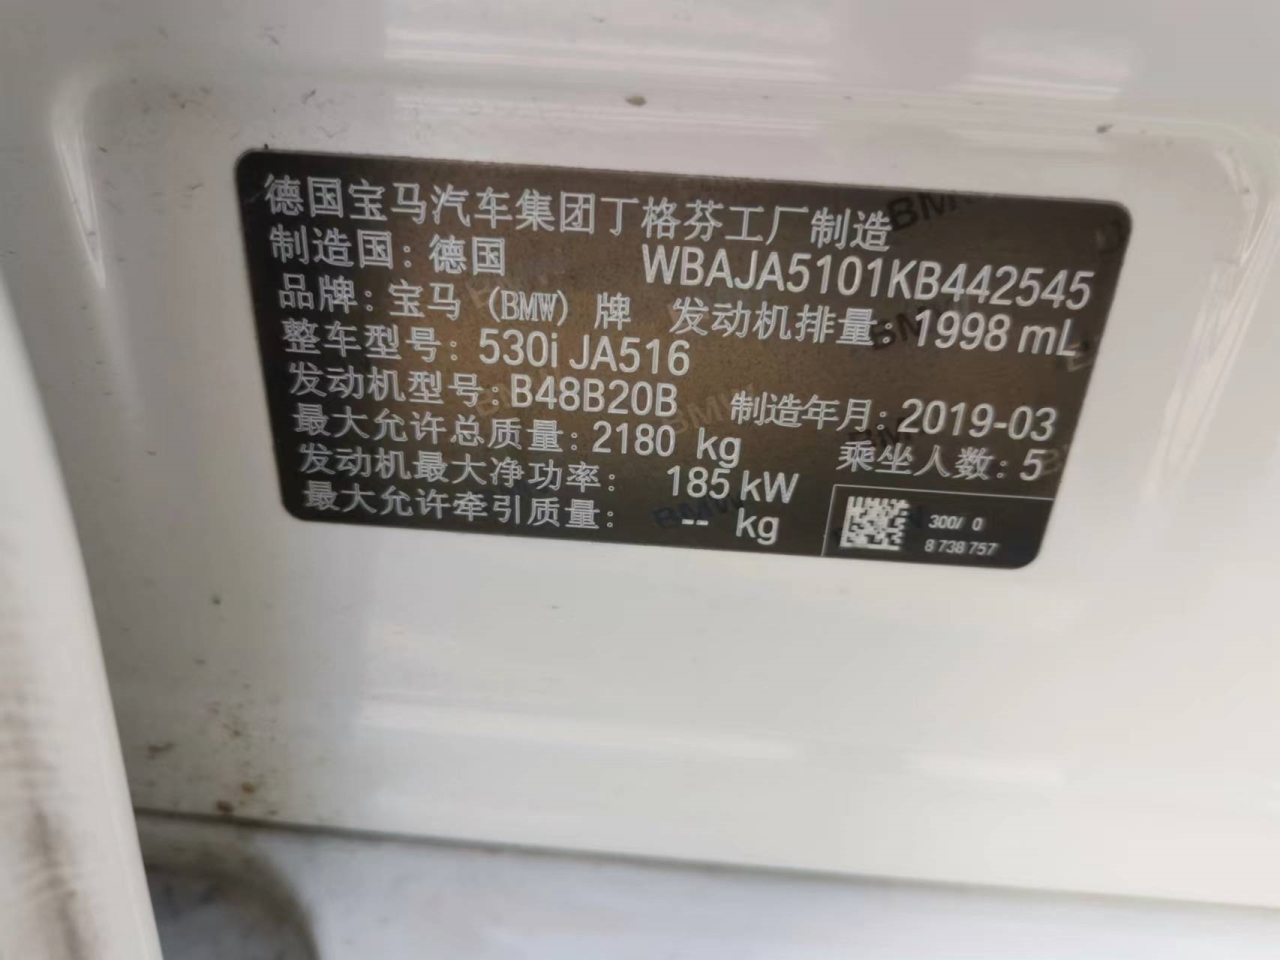 德国宝马汽车集团丁格芬工厂制造
制造国：德国 WBAJA5101KB442545
品牌：宝马（BMW）牌 发动机排量：1998 mL
整车型号：530i JA516
发动机型号：B48B20B 制造年月：2019-03
最大允许总质量：2180 kg 乘坐人数：5
发动机最大净功率： 185 kW
最大允许牵引质量： -- kg
300/ 0
8 738 757